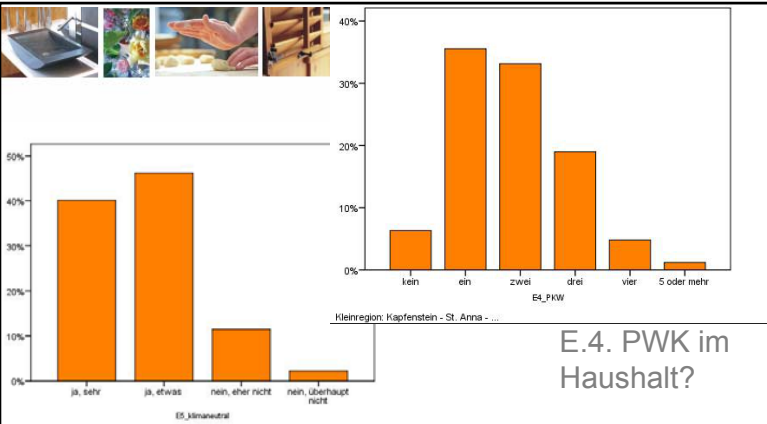 40%
30%
20%
10%
0%
kein ein zwei drei vier 5 oder mehr
E4_PKW
Kleinregion: Kapfenstein - St. Anna - ...
E.4. PWK im
Haushalt?
50%
40%
30%
20%
10%
0%
ja, sehr ja, etwas nein, eher nicht nein, überhaupt
nicht
E5_klimaneutral